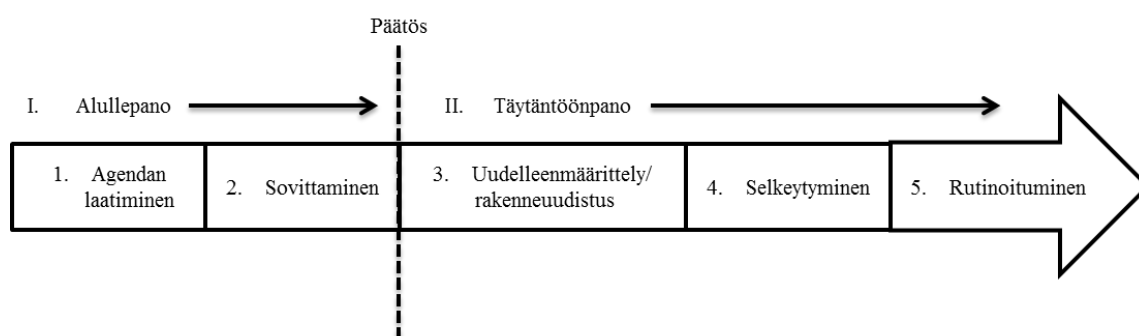 Päätös
I. Alullepano
II. Täytäntöönpano
1. Agendan
laatiminen
2. Sovittaminen
3. Uudelleenmäärittely/
rakenneuudistus
4. Selkeytyminen
5. Rutinoituminen